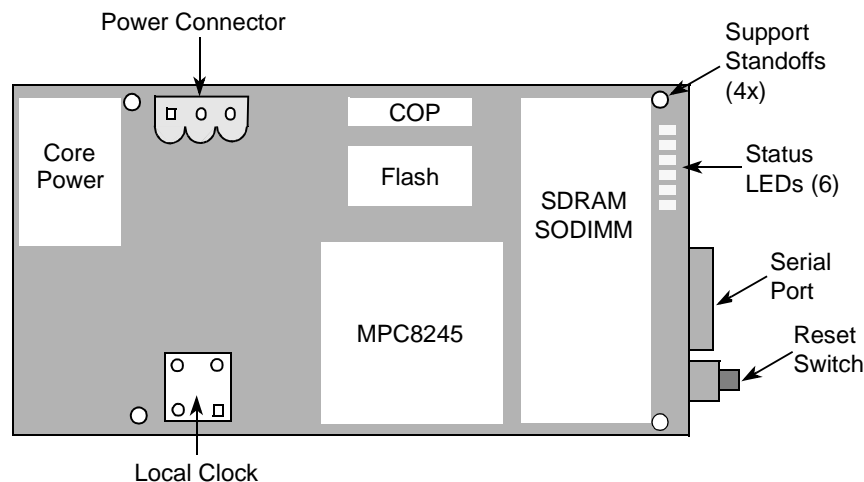 Power Connector
Support
Standoffs
(4x)
COP
Core
Power
Flash
SDRAM
SODIMM
Status
LEDs (6)
Serial
Port
MPC8245
Reset
Switch
Local Clock